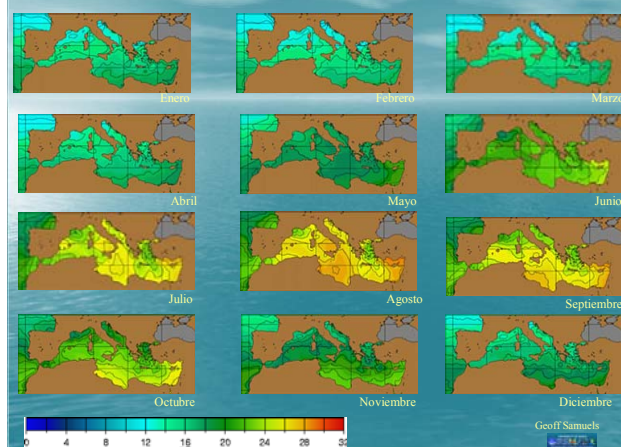 Enero
Febrero
Marzo
Abril
Mayo
Junio
Julio
Agosto
Septiembre
Octubre
Noviembre
Diciembre
Geoff Samuels
0 4 8 12 16 20 24 28 32